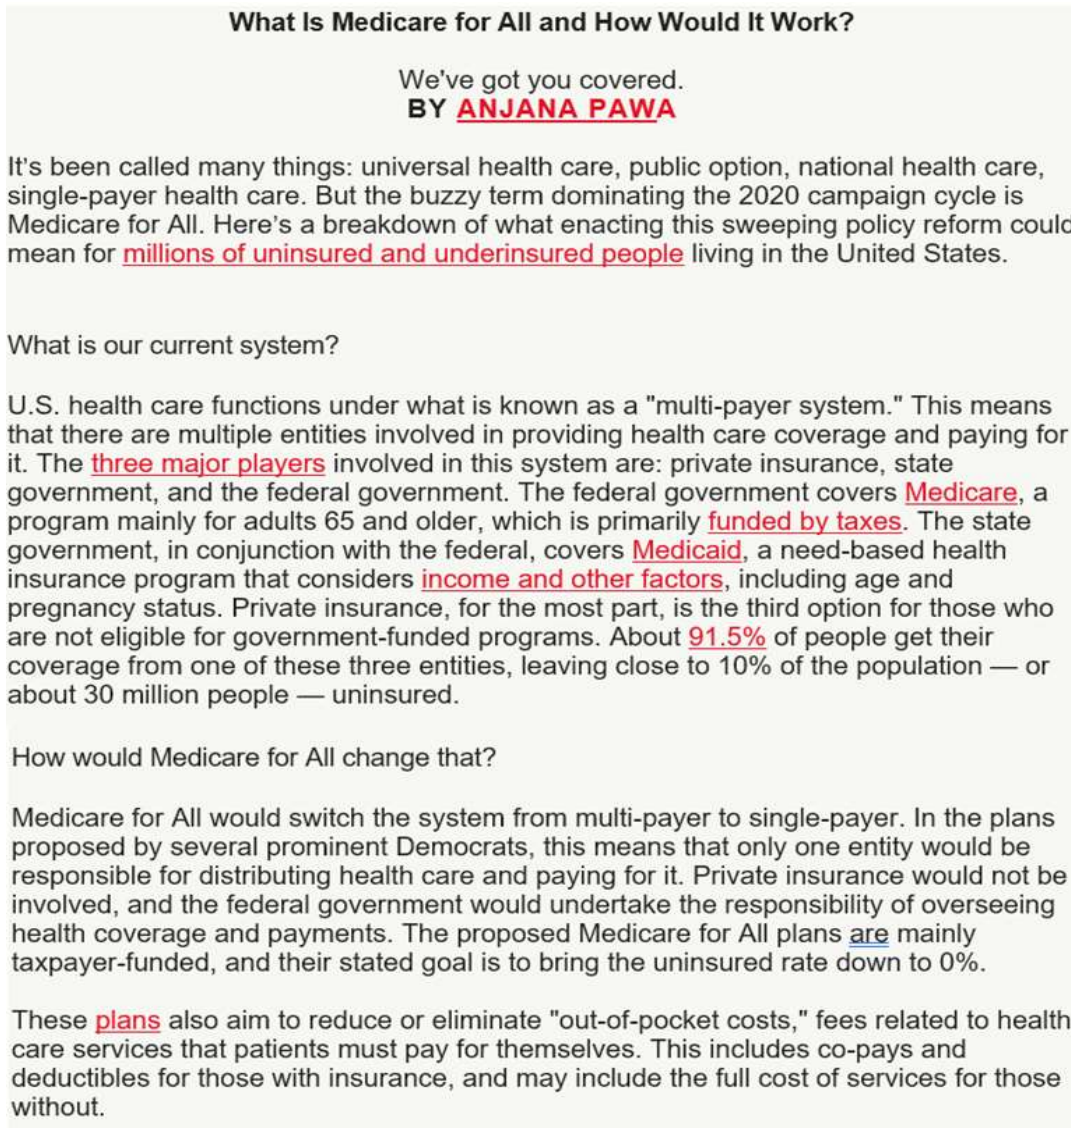 What Is Medicare for All and How Would It Work?
We've got you covered.
BY ANJANA PAWA
It's been called many things: universal health care, public option, national health care,
single-payer health care. But the buzzy term dominating the 2020 campaign cycle is
Medicare for All. Here's a breakdown of what enacting this sweeping policy reform could
mean for millions of uninsured and underinsured people living in the United States.
What is our current system?
U.S. health care functions under what is known as a "multi-payer system." This means
that there are multiple entities involved in providing health care coverage and paying for
it. The three major players involved in this system are: private insurance, state
government, and the federal government. The federal government covers Medicare, a
program mainly for adults 65 and older, which is primarily funded by taxes. The state
government, in conjunction with the federal, covers Medicaid, a need-based health
insurance program that considers income and other factors, including age and
pregnancy status. Private insurance, for the most part, is the third option for those who
are not eligible for government-funded programs. About 91.5% of people get their
coverage from one of these three entities, leaving close to 10% of the population — or
about 30 million people — uninsured.
How would Medicare for All change that?
Medicare for All would switch the system from multi-payer to single-payer. In the plans
proposed by several prominent Democrats, this means that only one entity would be
responsible for distributing health care and paying for it. Private insurance would not be
involved, and the federal government would undertake the responsibility of overseeing
health coverage and payments. The proposed Medicare for All plans are mainly
taxpayer-funded, and their stated goal is to bring the uninsured rate down to 0%.
These plans also aim to reduce or eliminate "out-of-pocket costs," fees related to health
care services that patients must pay for themselves. This includes co-pays and
deductibles for those with insurance, and may include the full cost of services for those
without.